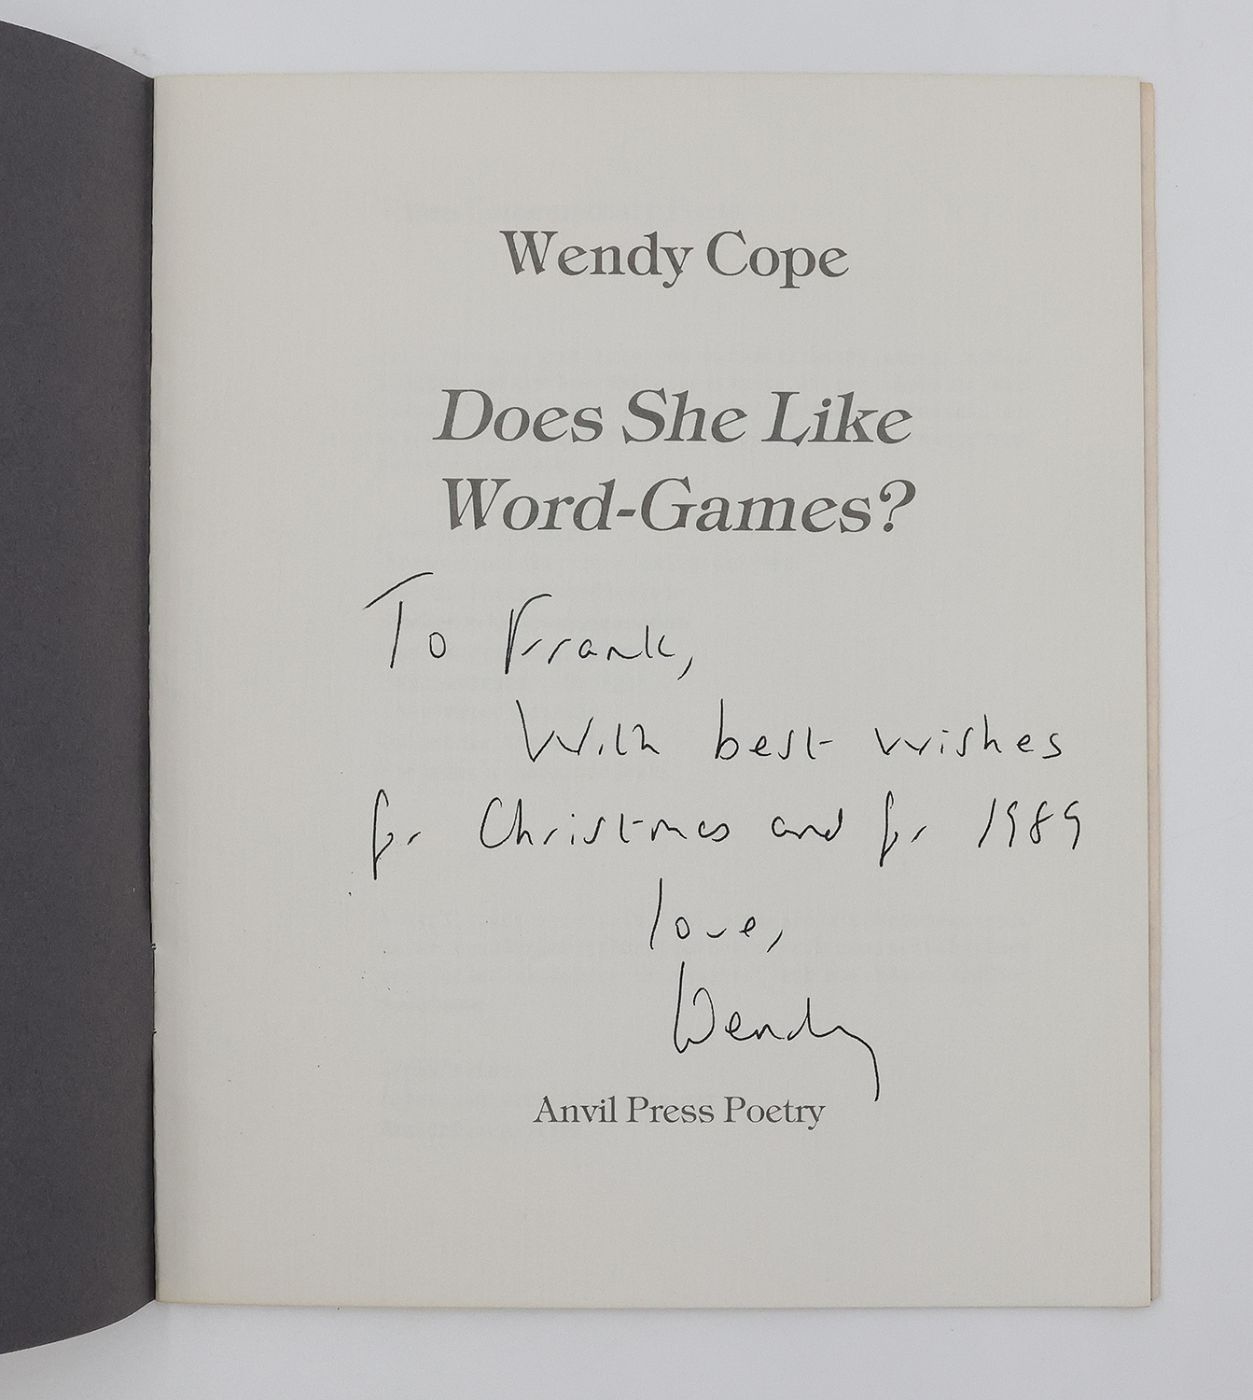 Wendy Cope
Does She Like
Word-Games?
To Frank,
With best wishes
for Christmas and for 1989
love,
Wendy
Anvil Press Poetry